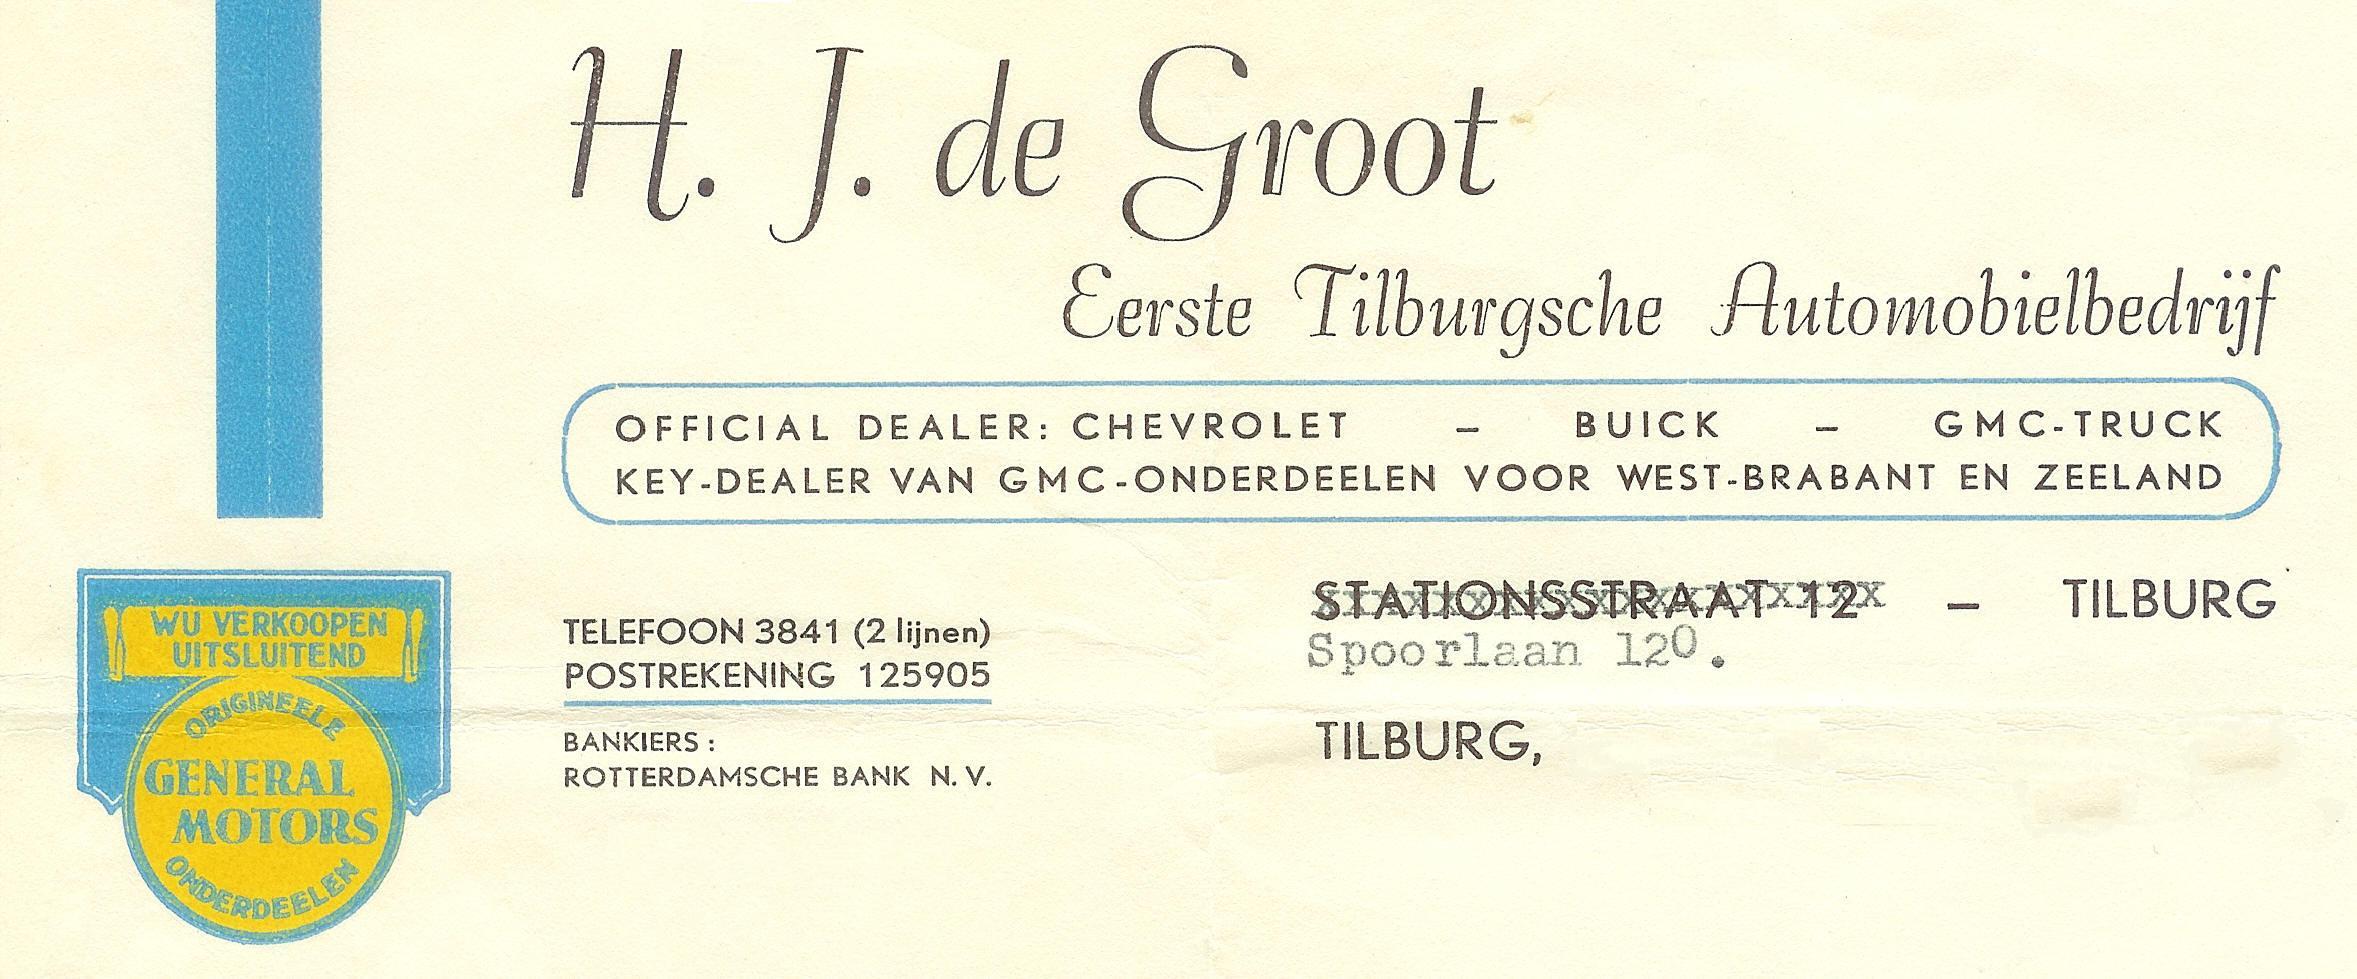 H. J. de Groot
Eerste Tilburgsche Automobielbedrijf
OFFICIAL DEALER: CHEVROLET – BUICK – GMC-TRUCK
KEY-DEALER VAN GMC-ONDERDEELEN VOOR WEST-BRABANT EN ZEELAND
STATIONSSTRAAT 12 – TILBURG
Spoorlaan 12⁰.
TILBURG,
TELEFOON 3841 (2 lijnen)
POSTREKENING 125905
BANKIERS :
ROTTERDAMSCHE BANK N. V.
WIJ VERKOOPEN
UITSLUITEND
ORIGINEELE
GENERAL
MOTORS
ONDERDEELEN